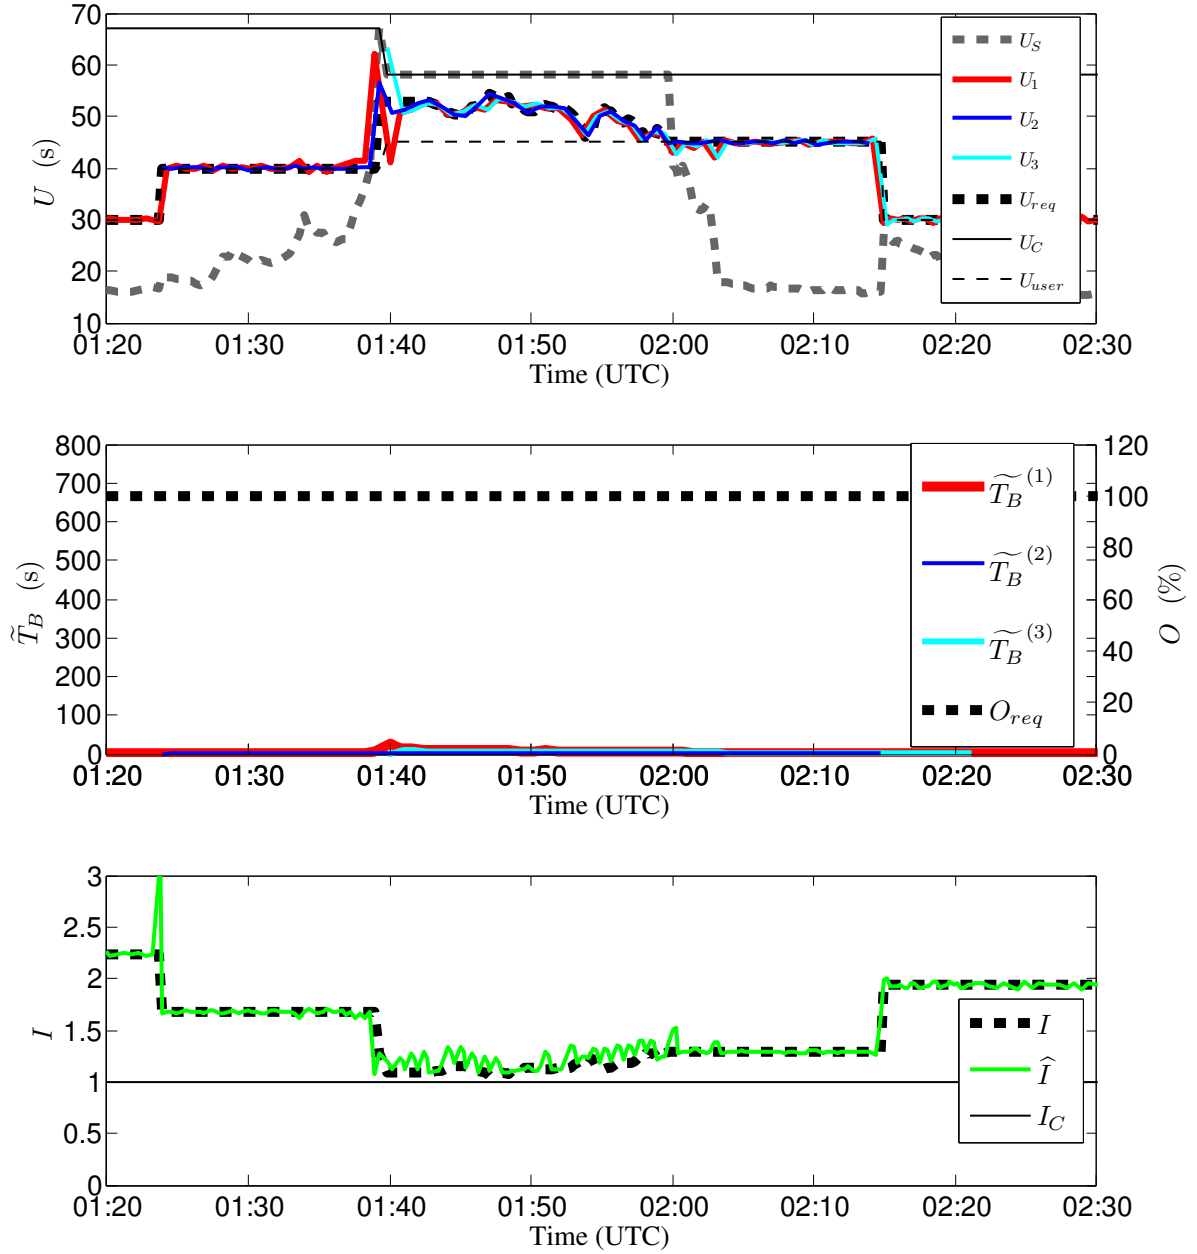 70
60
50
40
30
20
10
U (s)
U_S
U_1
U_2
U_3
U_req
U_C
U_user
01:20 01:30 01:40 01:50 02:00 02:10 02:20 02:30
Time (UTC)
800
700
600
500
400
300
200
100
0
T̃_B (s)
120
100
80
60
40
20
0
O (%)
T̃_B^(1)
T̃_B^(2)
T̃_B^(3)
O_req
01:20 01:30 01:40 01:50 02:00 02:10 02:20 02:30
Time (UTC)
3
2.5
2
1.5
1
0.5
0
I
I
Î
I_C
01:20 01:30 01:40 01:50 02:00 02:10 02:20 02:30
Time (UTC)